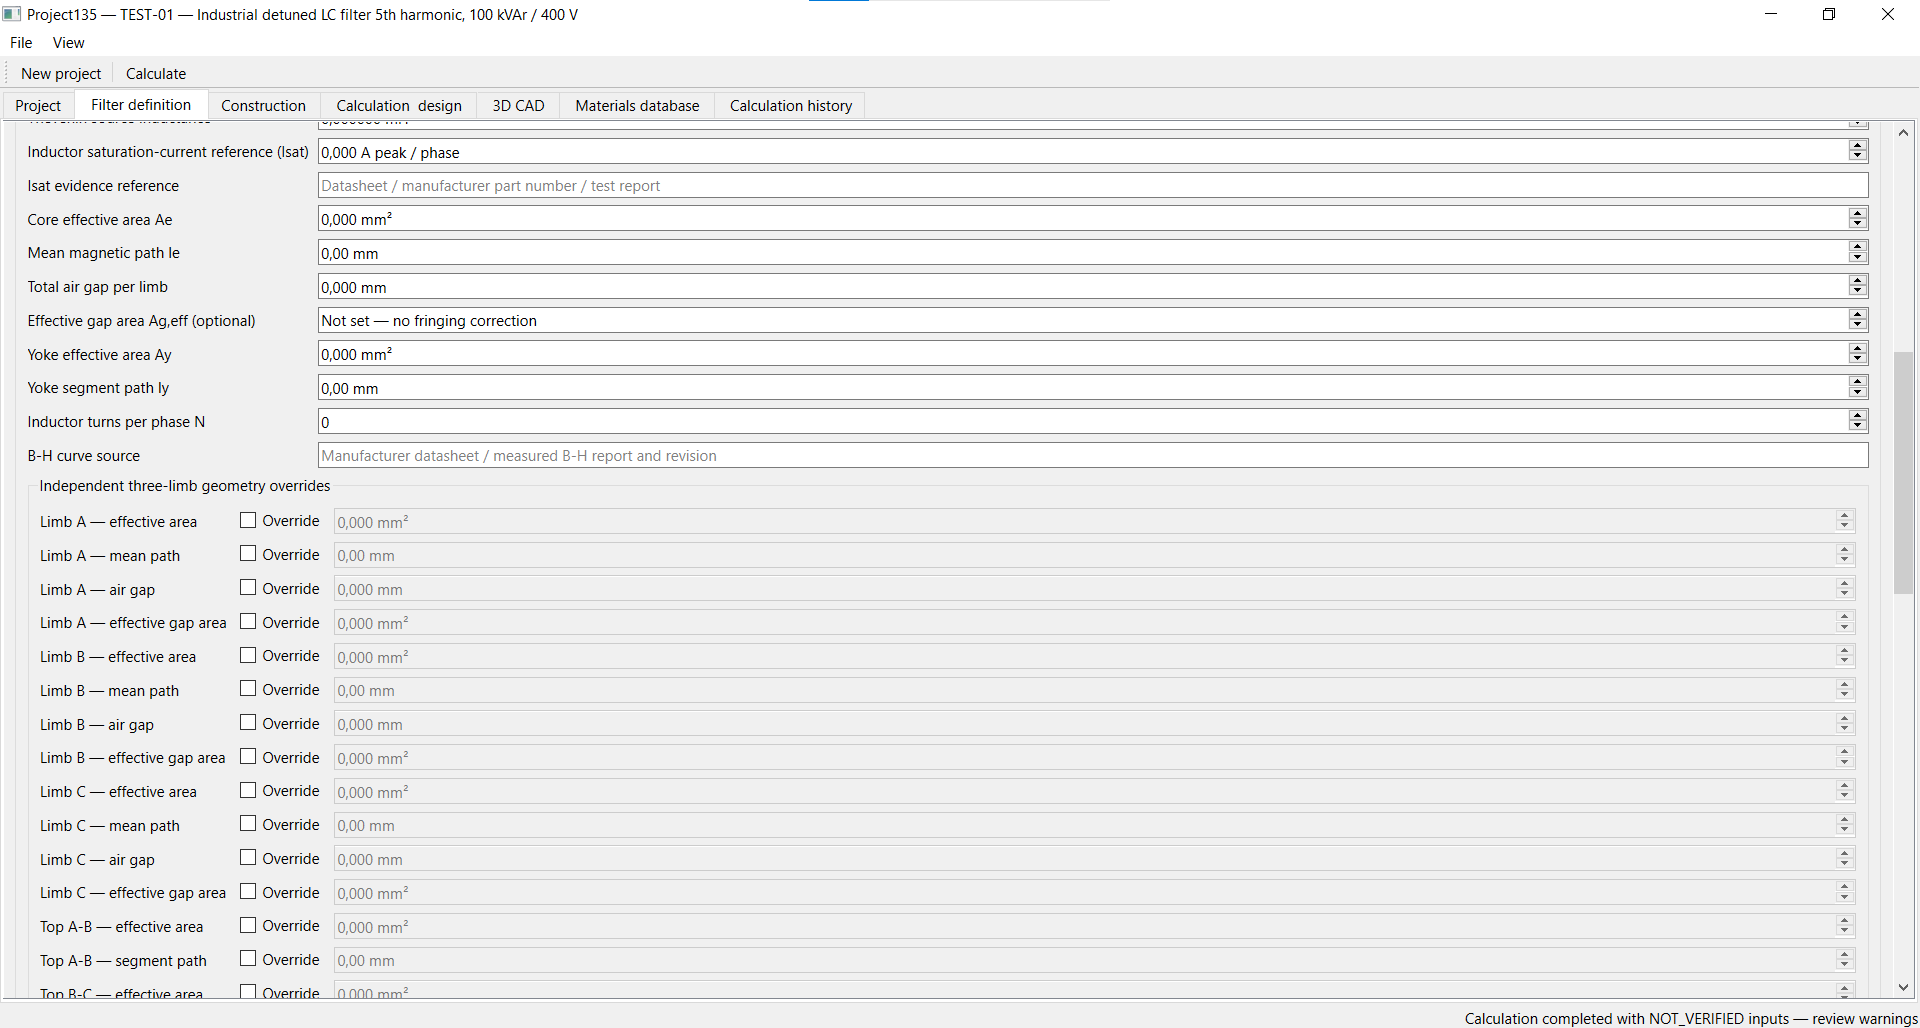 Project135 — TEST-01 — Industrial detuned LC filter 5th harmonic, 100 kVAr / 400 V
File View
New project Calculate
Project Filter definition Construction Calculation design 3D CAD Materials database Calculation history
Inductor saturation-current reference (Isat) 0,000 A peak / phase
Isat evidence reference Datasheet / manufacturer part number / test report
Core effective area Ae 0,000 mm²
Mean magnetic path le 0,00 mm
Total air gap per limb 0,000 mm
Effective gap area Ag,eff (optional) Not set — no fringing correction
Yoke effective area Ay 0,000 mm²
Yoke segment path ly 0,00 mm
Inductor turns per phase N 0
B-H curve source Manufacturer datasheet / measured B-H report and revision
Independent three-limb geometry overrides
Limb A — effective area Override 0,000 mm²
Limb A — mean path Override 0,00 mm
Limb A — air gap Override 0,000 mm
Limb A — effective gap area Override 0,000 mm²
Limb B — effective area Override 0,000 mm²
Limb B — mean path Override 0,00 mm
Limb B — air gap Override 0,000 mm
Limb B — effective gap area Override 0,000 mm²
Limb C — effective area Override 0,000 mm²
Limb C — mean path Override 0,00 mm
Limb C — air gap Override 0,000 mm
Limb C — effective gap area Override 0,000 mm²
Top A-B — effective area Override 0,000 mm²
Top A-B — segment path Override 0,00 mm
Top B-C — effective area Override 0,000 mm²
Calculation completed with NOT_VERIFIED inputs — review warnings